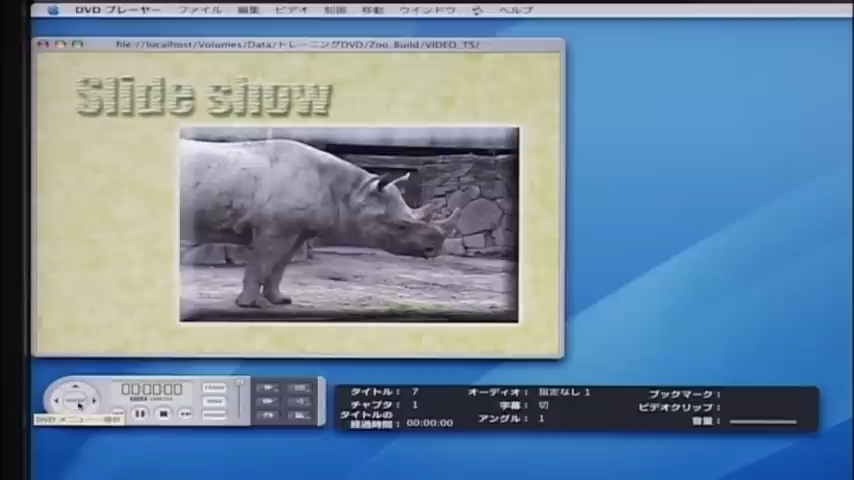 DVD プレーヤー ファイル 編集 ビデオ 制御 移動 ウインドウ ヘルプ
file://localhost/Volumes/Data/トレーニングDVD/Zoo_Build/VIDEO_TS/
Slide show
タイトル： 7
チャプタ： 1
タイトルの
経過時間： 00:00:00
オーディオ： 指定なし 1
字幕： 切
アングル： 1
ブックマーク：
ビデオクリップ：
音量：